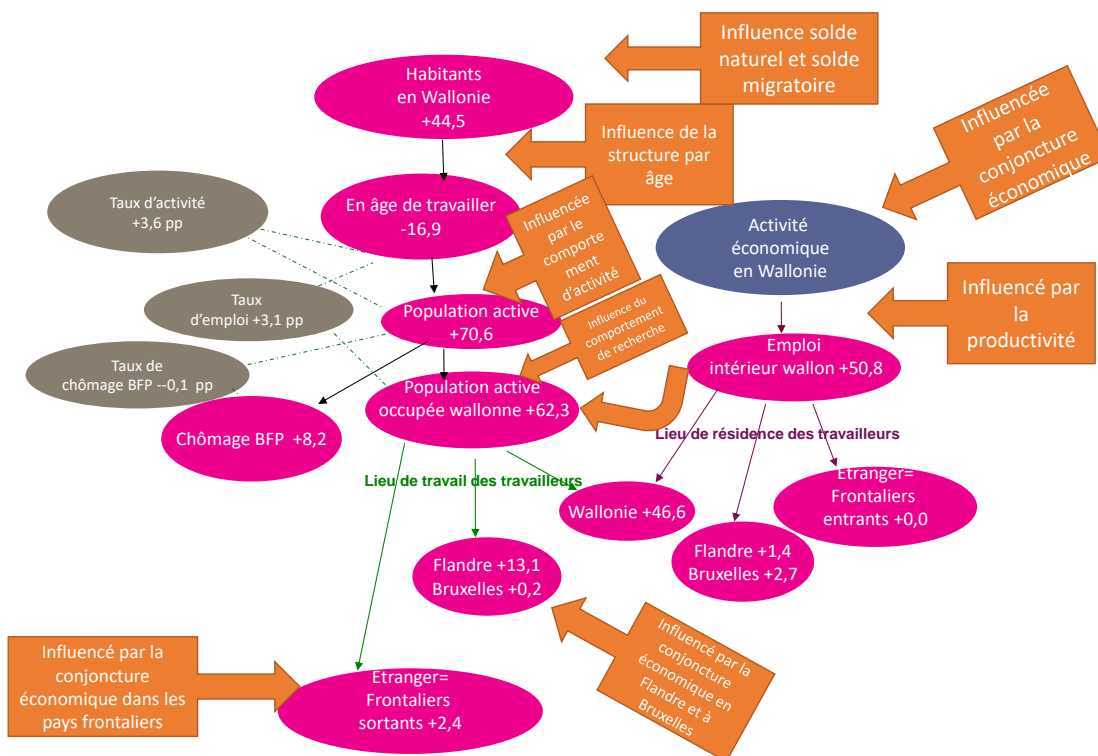 Influence solde
naturel et solde
migratoire
Habitants
en Wallonie
+44,5
Influence de la
structure par
âge
Influencée
par la
conjoncture
économique
Taux d'activité
+3,6 pp
En âge de travailler
-16,9
Influencée
par le
comporte
ment
d'activité
Activité
économique
en Wallonie
Taux
d'emploi +3,1 pp
Population active
+70,6
Influence du
comportement
de recherche
Influencé par
la
productivité
Taux de
chômage BFP --0,1 pp
Population active
occupée wallonne +62,3
Emploi
intérieur wallon +50,8
Chômage BFP +8,2
Lieu de résidence des travailleurs
Lieu de travail des travailleurs
Wallonie +46,6
Etranger=
Frontaliers
entrants +0,0
Flandre +13,1
Bruxelles +0,2
Flandre +1,4
Bruxelles +2,7
Influencé par la
conjoncture
économique en
Flandre et à
Bruxelles
Influencé par la
conjoncture
économique dans les
pays frontaliers
Etranger=
Frontaliers
sortants +2,4